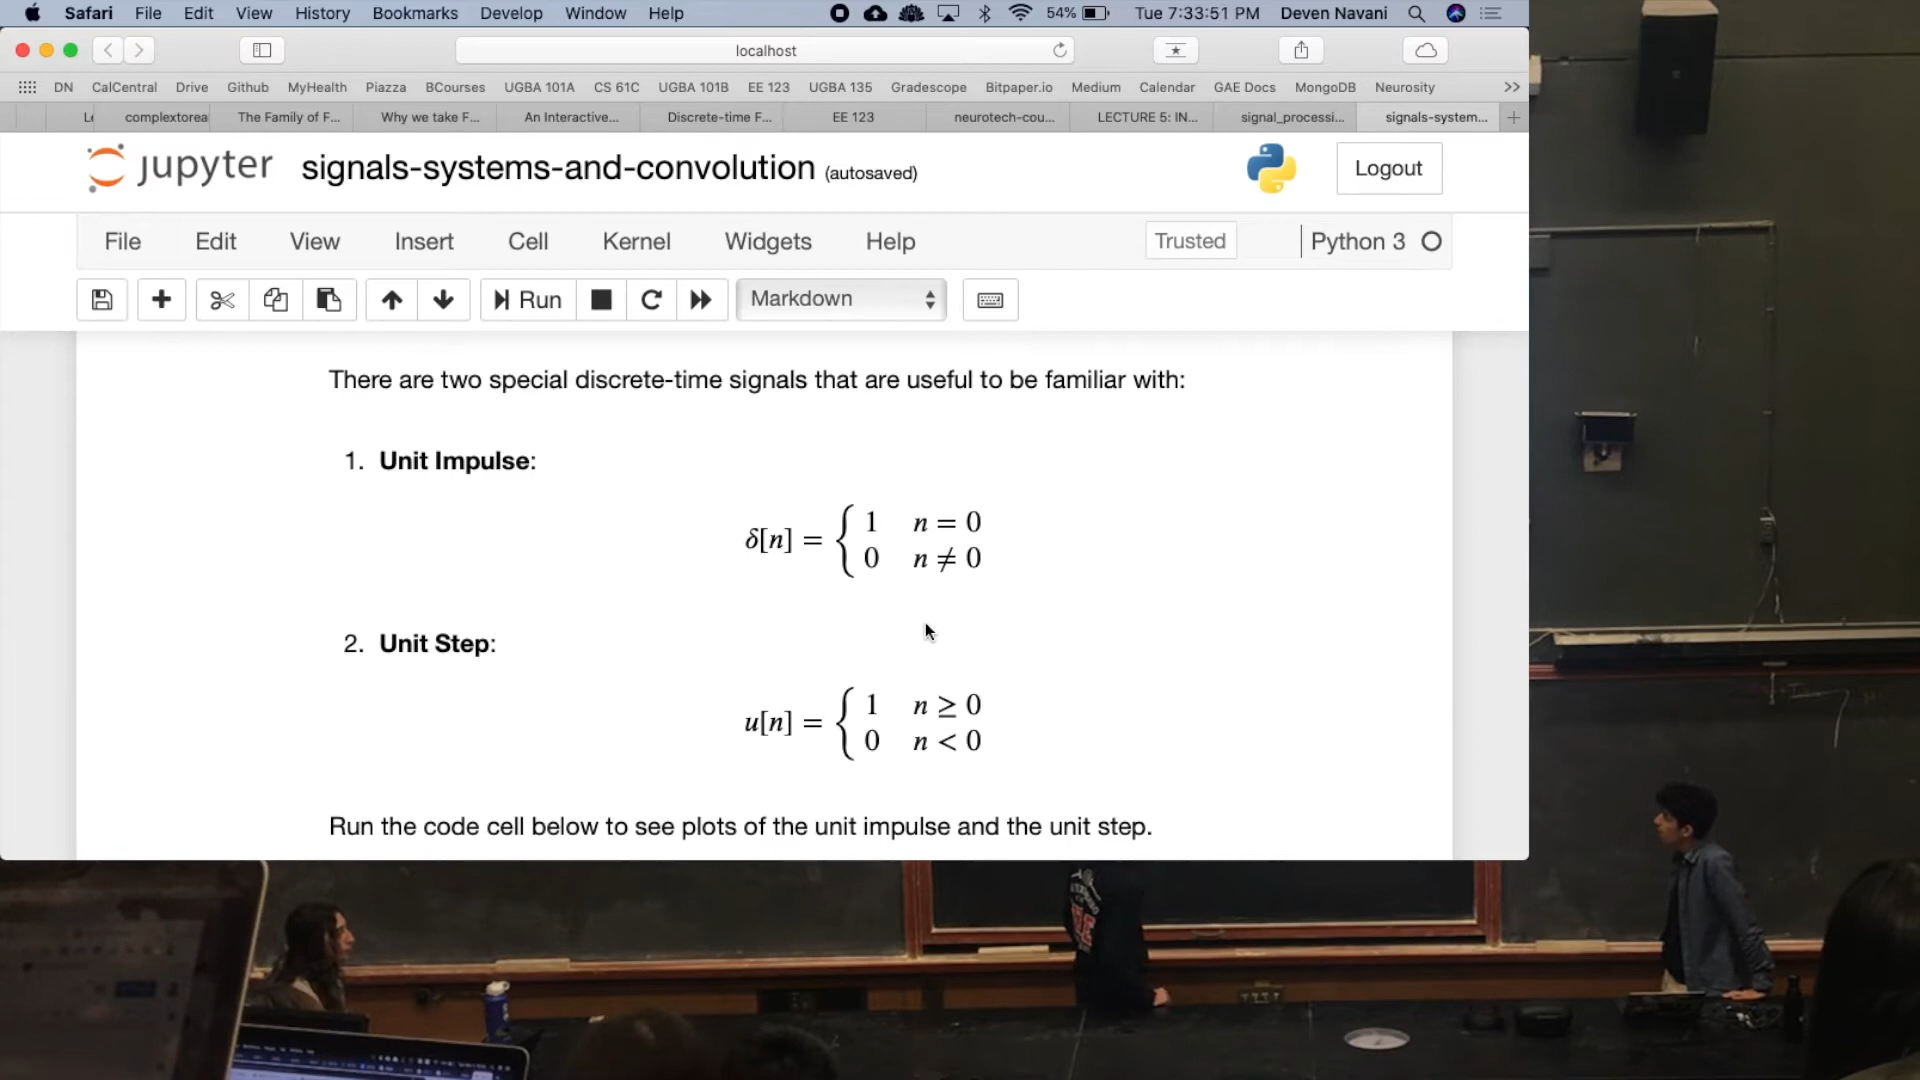 Safari File Edit View History Bookmarks Develop Window Help 54% Tue 7:33:51 PM Deven Navani
localhost
DN CalCentral Drive Github MyHealth Piazza BCourses UGBA 101A CS 61C UGBA 101B EE 123 UGBA 135 Gradescope Bitpaper.io Medium Calendar GAE Docs MongoDB Neurosity
complextorea The Family of F... Why we take F... An Interactive... Discrete-time F... EE 123 neurotech-cou... LECTURE 5: IN... signal_processi... signals-system...
jupyter signals-systems-and-convolution (autosaved) Logout
File Edit View Insert Cell Kernel Widgets Help Trusted Python 3
Run Markdown
There are two special discrete-time signals that are useful to be familiar with:
1. Unit Impulse:
δ[n] = { 1 n = 0
0 n ≠ 0
2. Unit Step:
u[n] = { 1 n ≥ 0
0 n < 0
Run the code cell below to see plots of the unit impulse and the unit step.